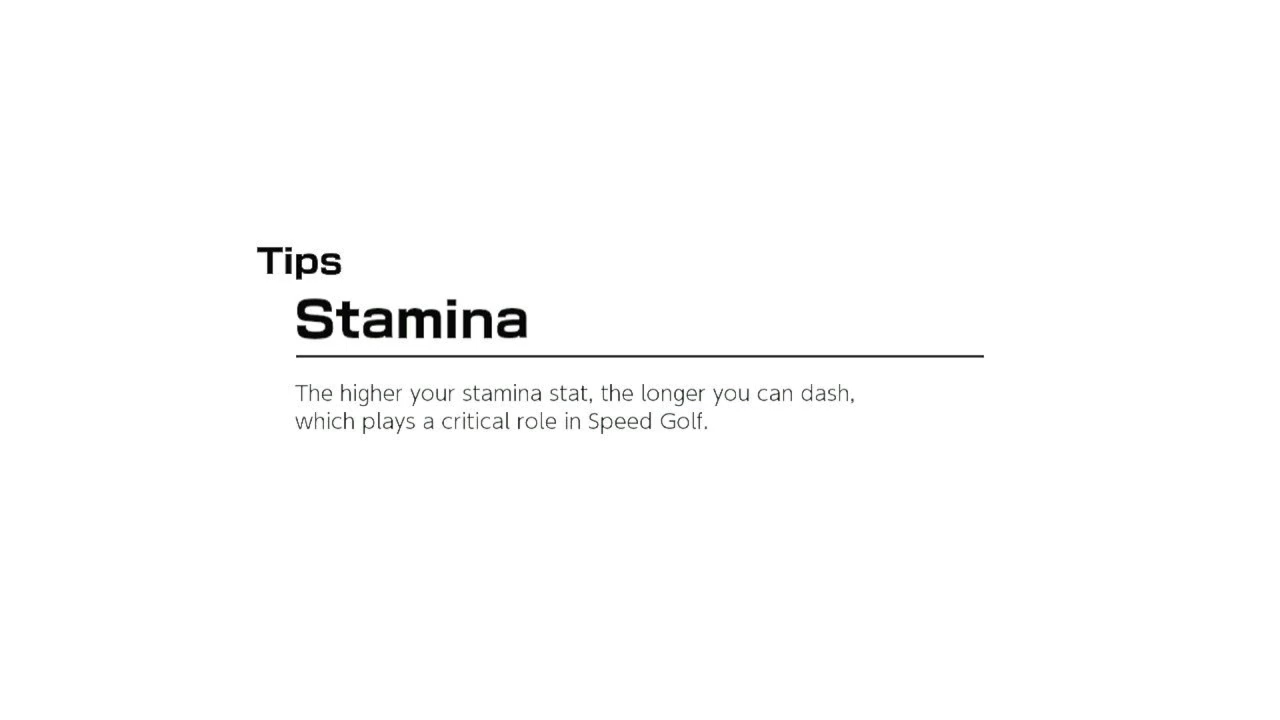 Tips
Stamina
The higher your stamina stat, the longer you can dash,
which plays a critical role in Speed Golf.